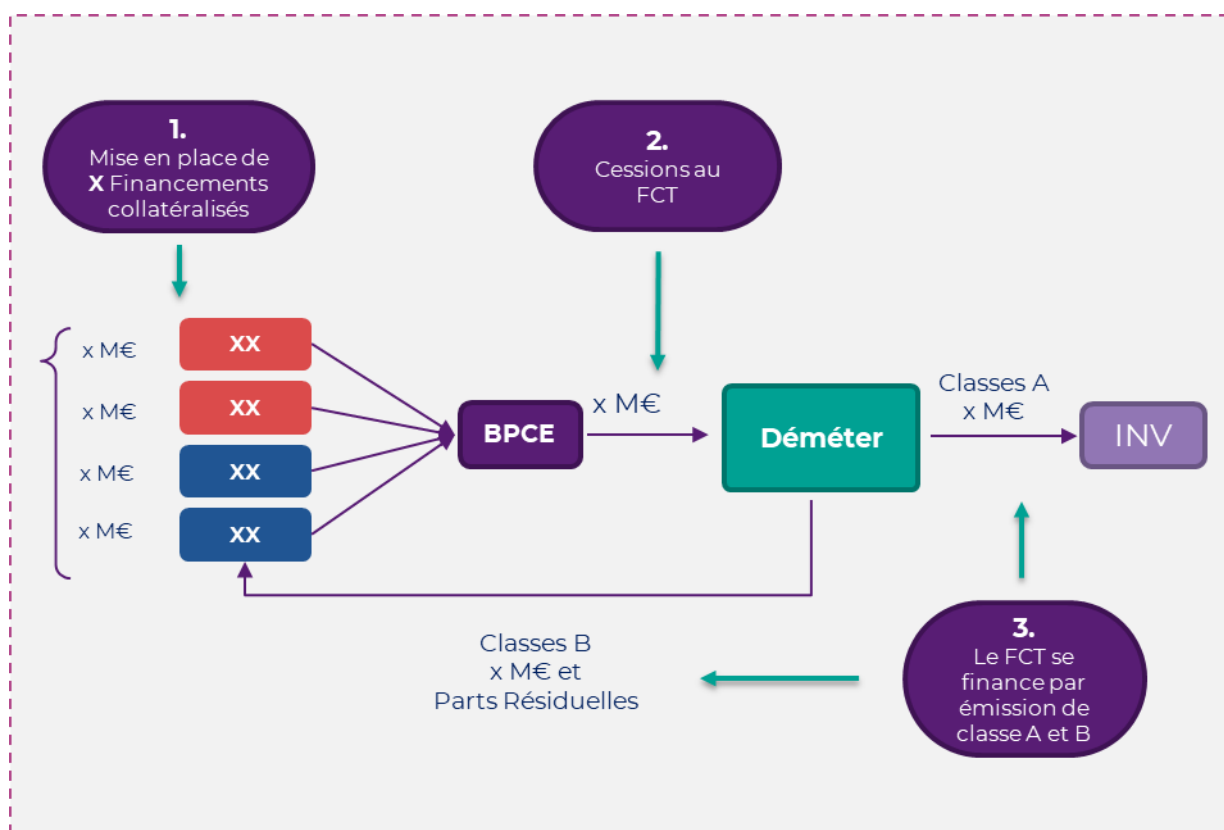 1.
Mise en place de
X Financements
collatéralisés
2.
Cessions au
FCT
x M€
XX
x M€
XX
x M€
XX
x M€
XX
BPCE
x M€
Déméter
Classes A
x M€
INV
Classes B
x M€ et
Parts Résiduelles
3.
Le FCT se
finance par
émission de
classe A et B